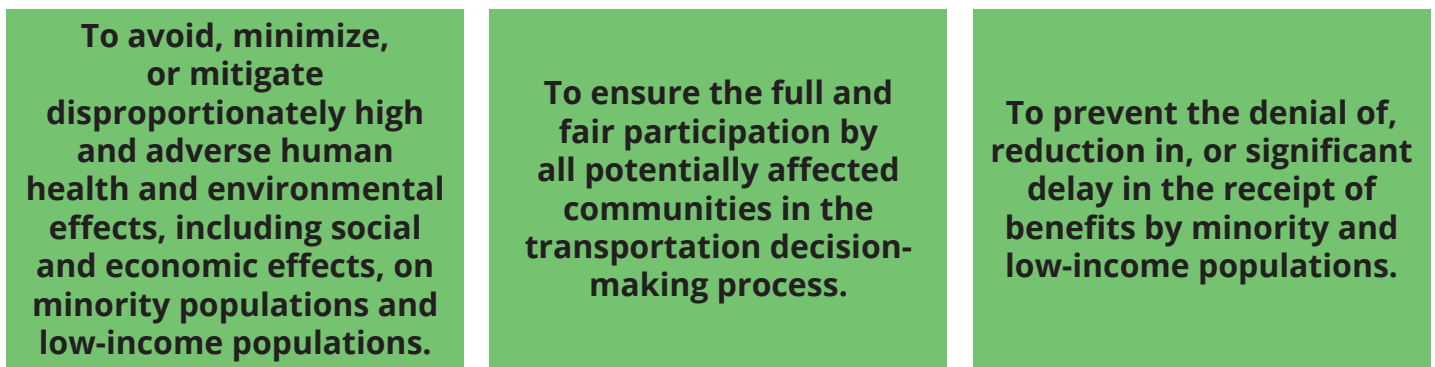 To avoid, minimize,
or mitigate
disproportionately high
and adverse human
health and environmental
effects, including social
and economic effects, on
minority populations and
low-income populations.
To ensure the full and
fair participation by
all potentially affected
communities in the
transportation decision-
making process.
To prevent the denial of,
reduction in, or significant
delay in the receipt of
benefits by minority and
low-income populations.